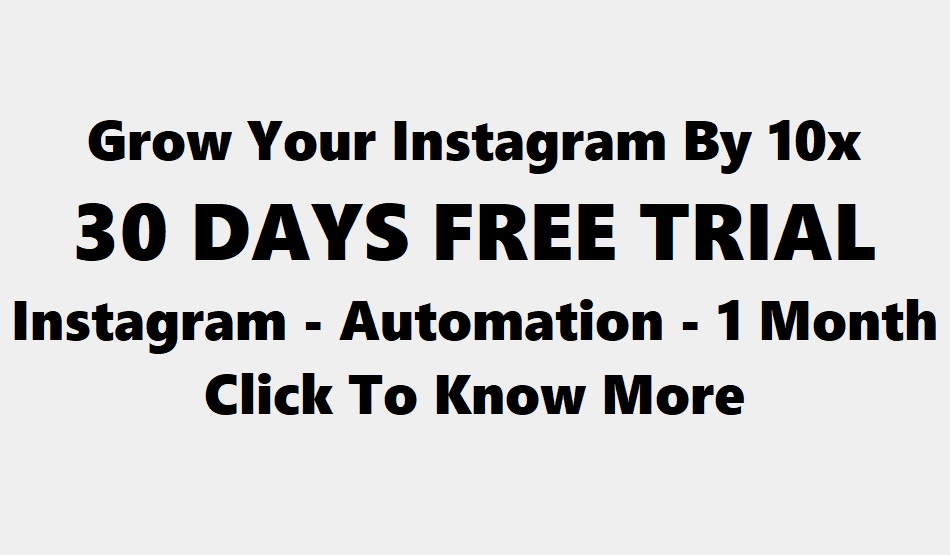 Grow Your Instagram By 10x
30 DAYS FREE TRIAL
Instagram - Automation - 1 Month
Click To Know More